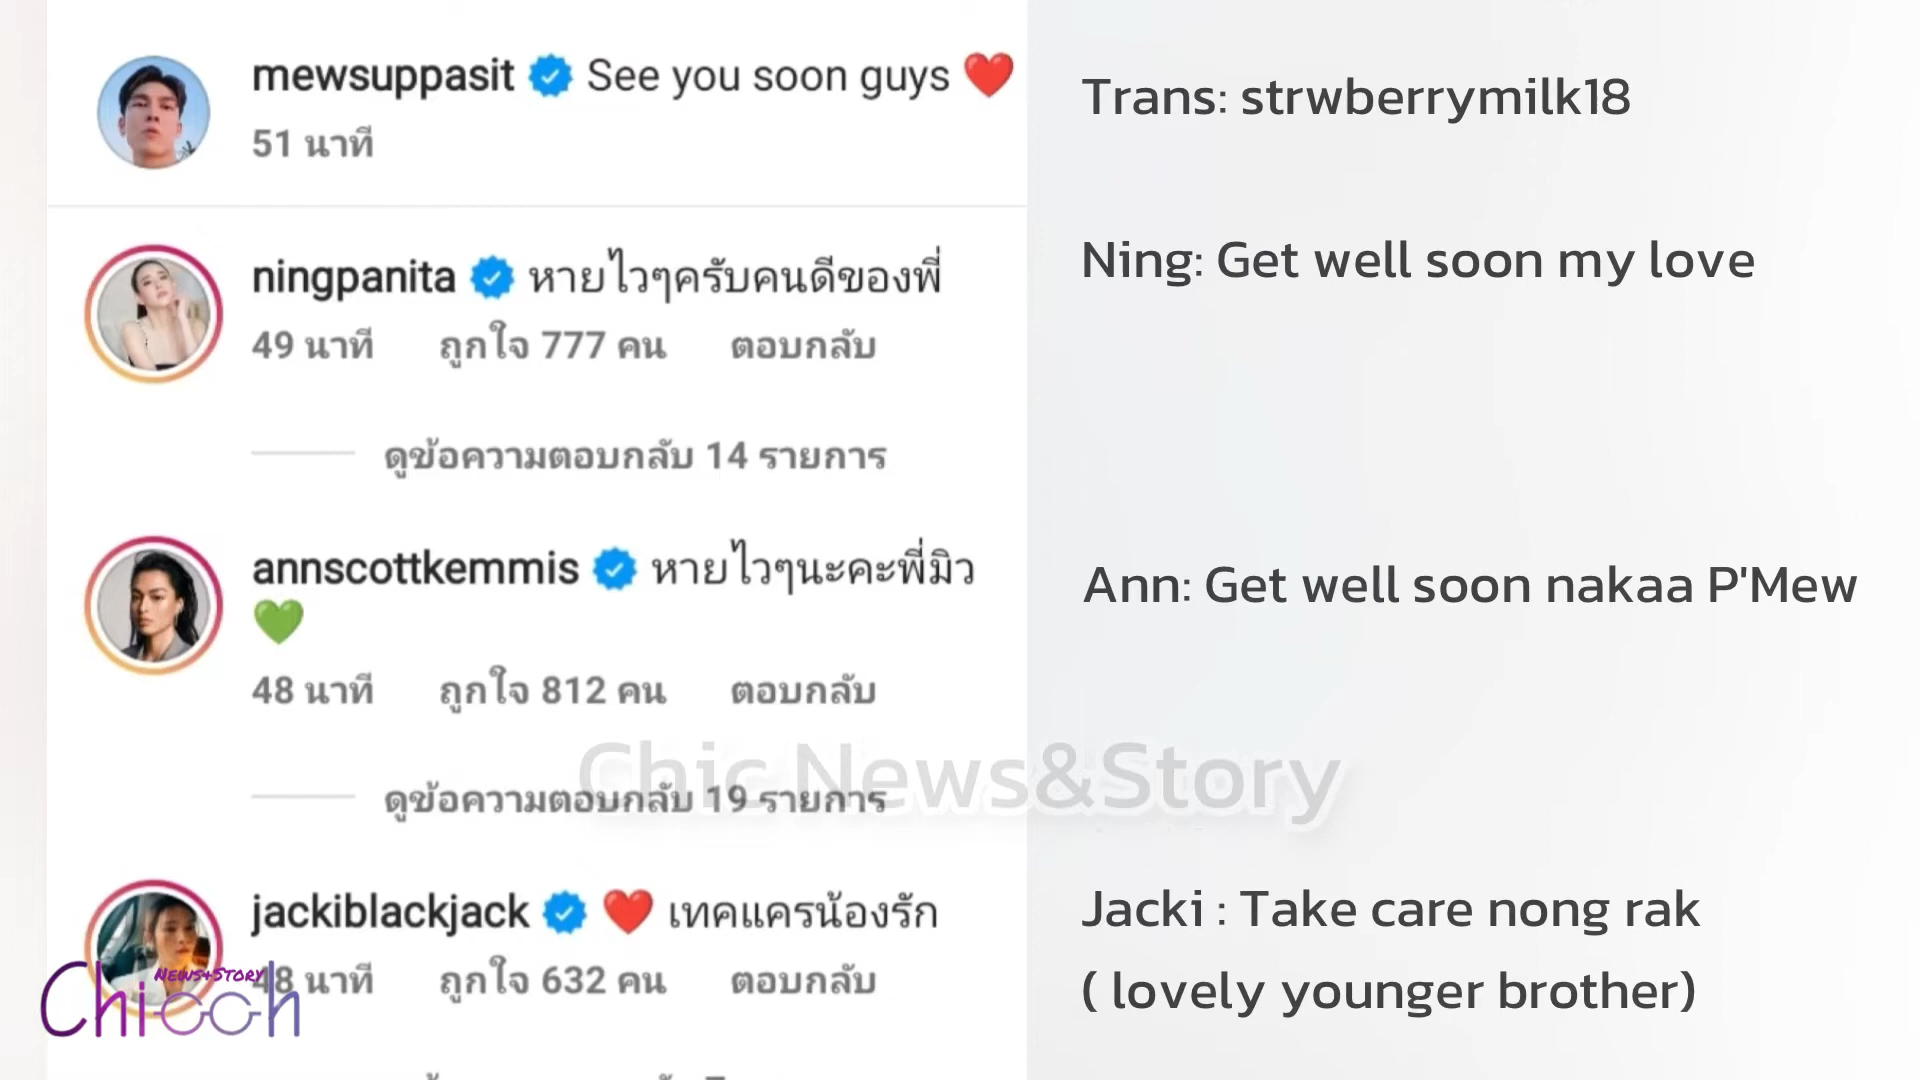 mewsuppasit See you soon guys ❤️
51 นาที
Trans: strwberrymilk18
ningpanita หายไวๆครับคนดีของพี่
49 นาที ถูกใจ 777 คน ตอบกลับ
Ning: Get well soon my love
ดูข้อความตอบกลับ 14 รายการ
annscottkemmis หายไวๆนะคะพี่มิว
💚
48 นาที ถูกใจ 812 คน ตอบกลับ
Ann: Get well soon nakaa P'Mew
ดูข้อความตอบกลับ 19 รายการ
Chic News&Story
jackiblackjack ❤️ เทคแครน้องรัก
48 นาที ถูกใจ 632 คน ตอบกลับ
Jacki : Take care nong rak
( lovely younger brother)
News+Story
Chiccch